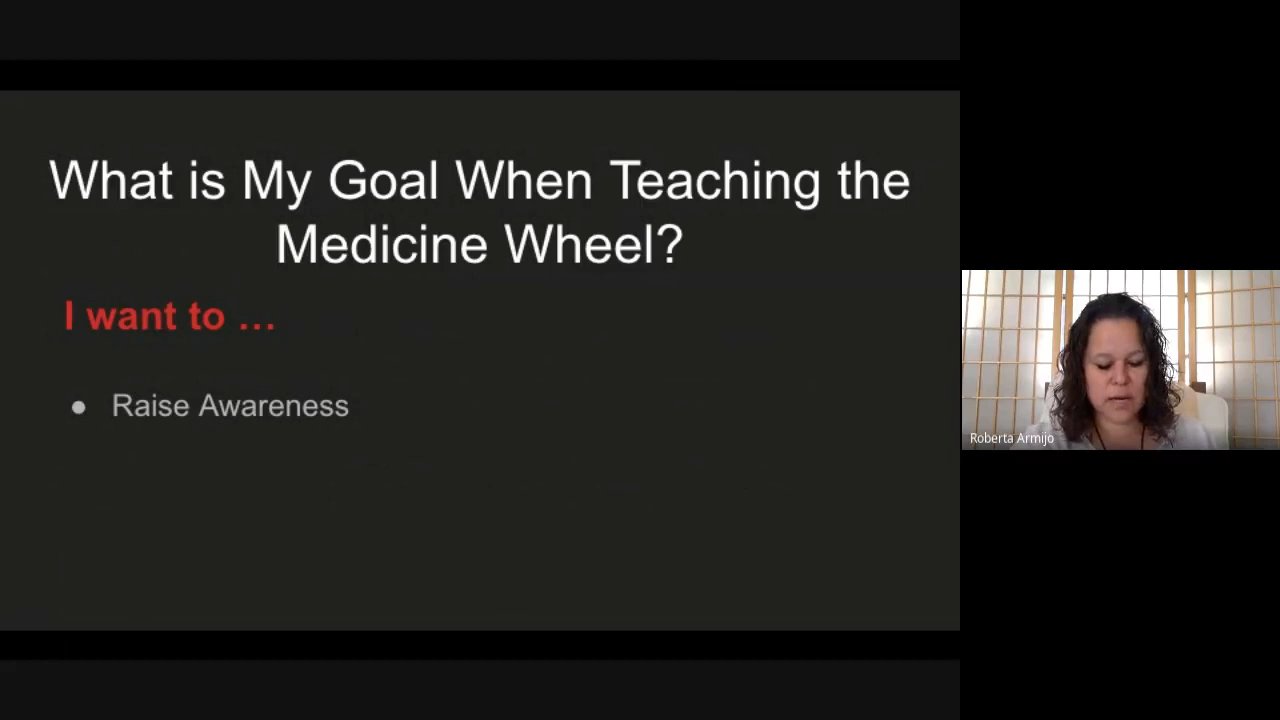 What is My Goal When Teaching the
Medicine Wheel?
I want to …
● Raise Awareness
Roberta Armijo